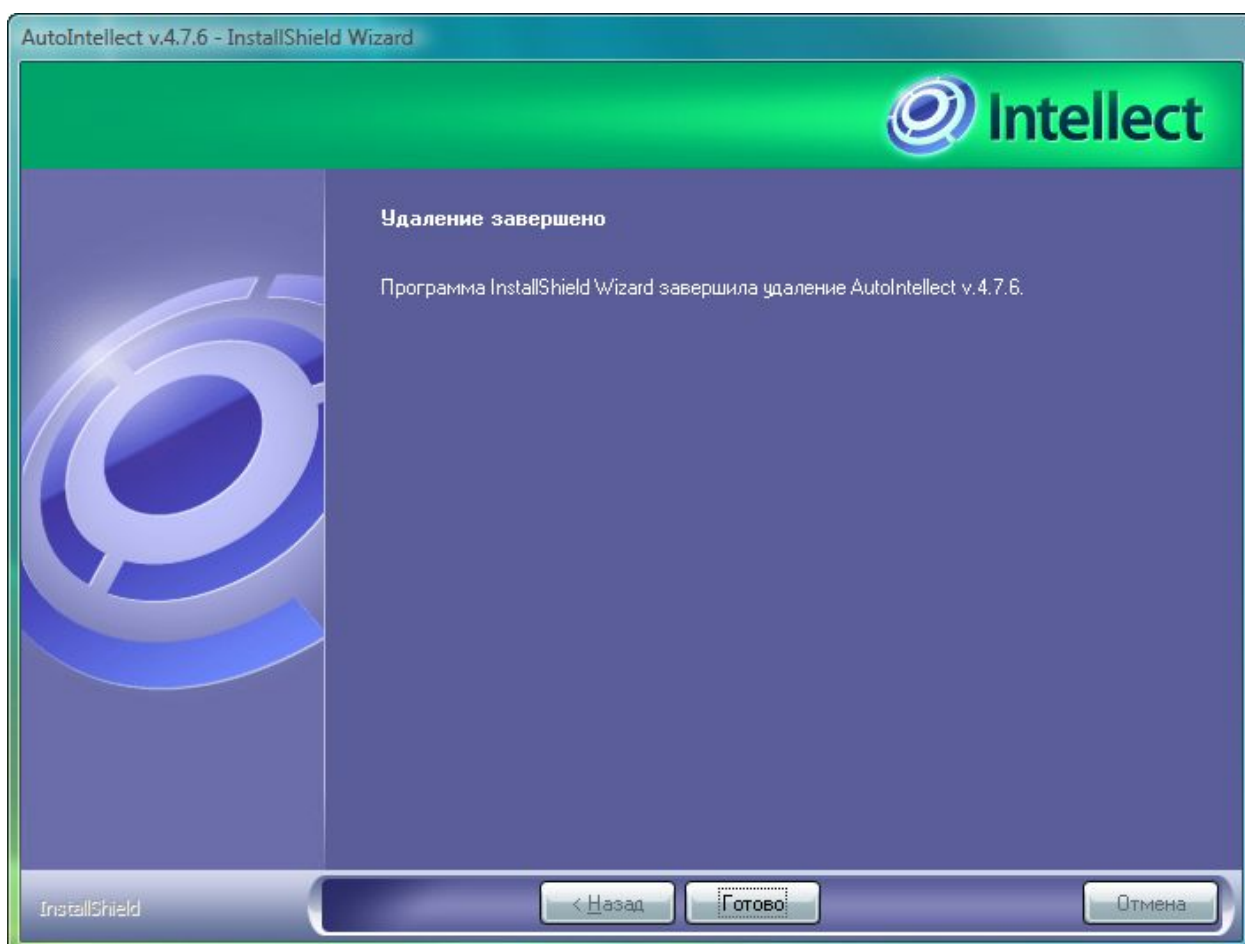 AutoIntellect v.4.7.6 - InstallShield Wizard
Intellect
Удаление завершено
Программа InstallShield Wizard завершила удаление AutoIntellect v.4.7.6.
InstallShield
< Назад Готово Отмена